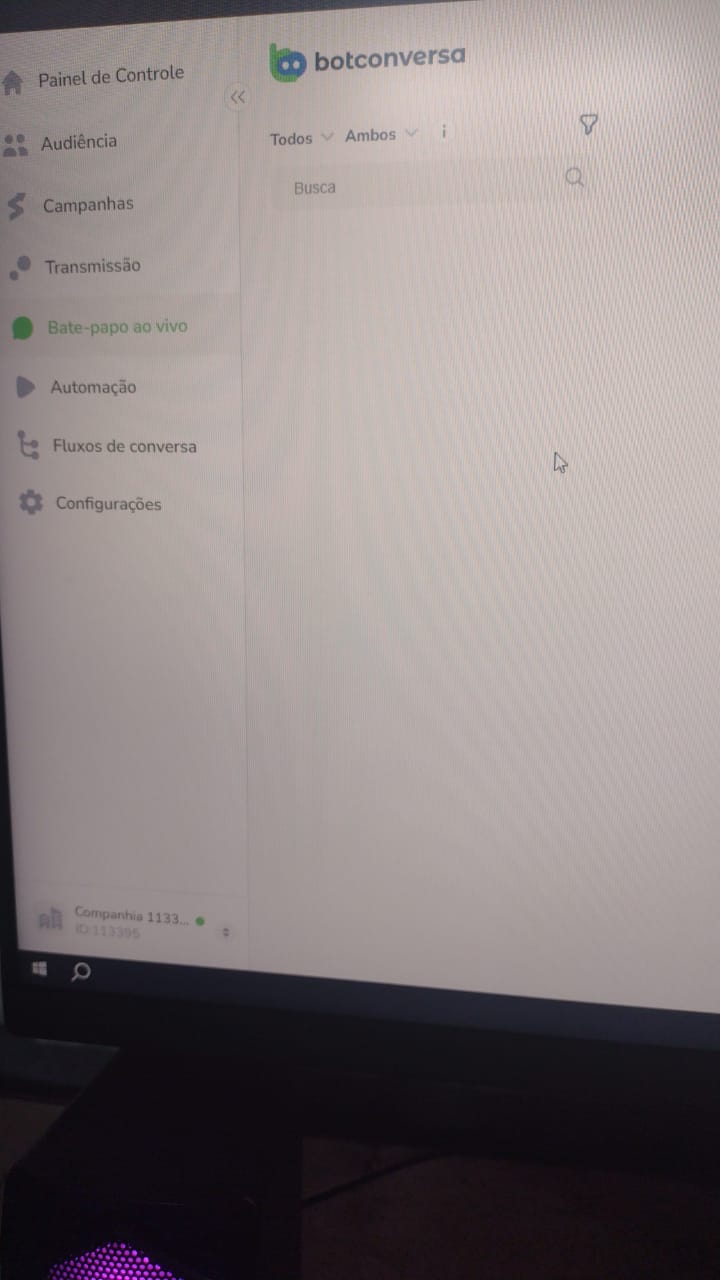 botconversa
Painel de Controle
Audiência
Campanhas
Transmissão
Bate-papo ao vivo
Automação
Fluxos de conversa
Configurações
Todos Ambos i
Busca
Companhia 1133...
ID:113395